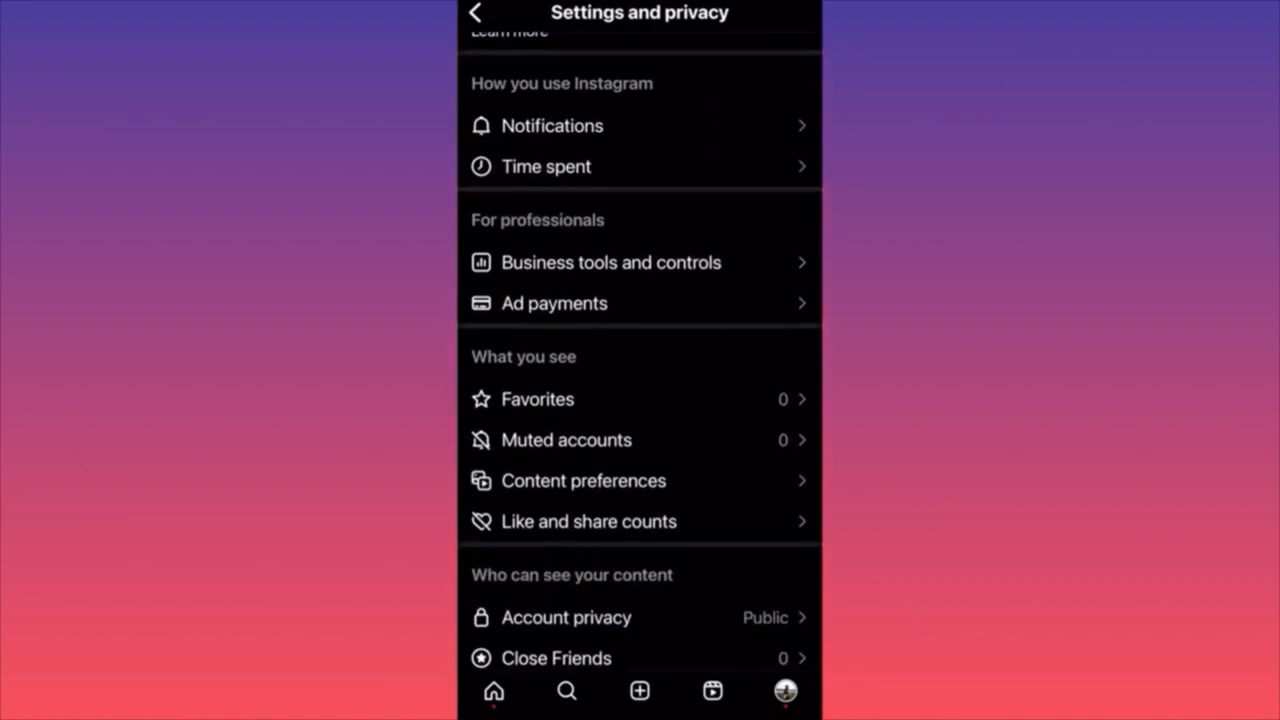 Settings and privacy
Learn more
How you use Instagram
Notifications
Time spent
For professionals
Business tools and controls
Ad payments
What you see
Favorites 0
Muted accounts 0
Content preferences
Like and share counts
Who can see your content
Account privacy Public
Close Friends 0